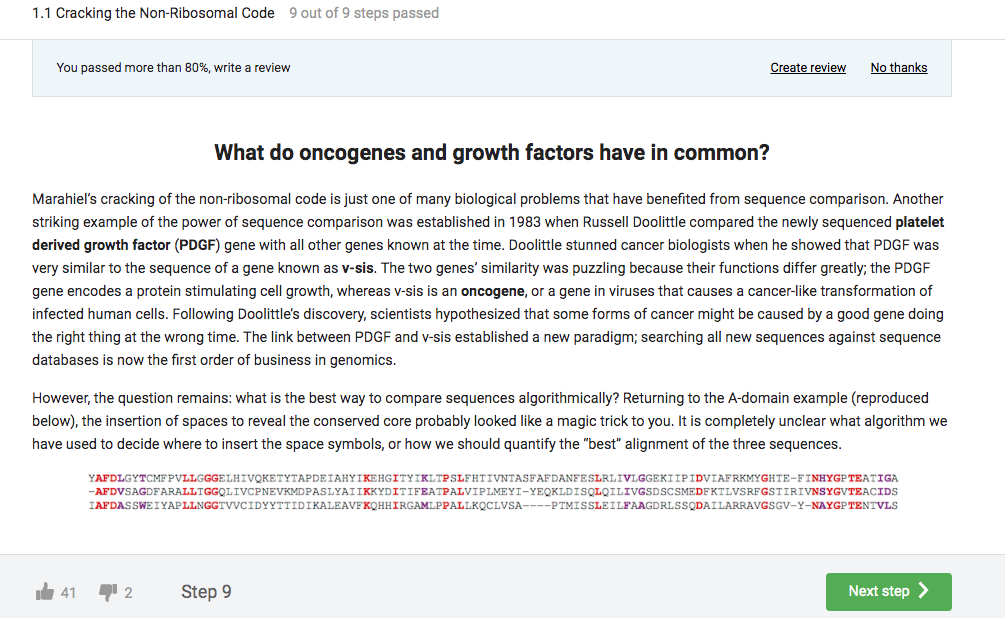 1.1 Cracking the Non-Ribosomal Code 9 out of 9 steps passed
You passed more than 80%, write a review Create review No thanks
What do oncogenes and growth factors have in common?
Marahiel's cracking of the non-ribosomal code is just one of many biological problems that have benefited from sequence comparison. Another
striking example of the power of sequence comparison was established in 1983 when Russell Doolittle compared the newly sequenced platelet
derived growth factor (PDGF) gene with all other genes known at the time. Doolittle stunned cancer biologists when he showed that PDGF was
very similar to the sequence of a gene known as v-sis. The two genes' similarity was puzzling because their functions differ greatly; the PDGF
gene encodes a protein stimulating cell growth, whereas v-sis is an oncogene, or a gene in viruses that causes a cancer-like transformation of
infected human cells. Following Doolittle's discovery, scientists hypothesized that some forms of cancer might be caused by a good gene doing
the right thing at the wrong time. The link between PDGF and v-sis established a new paradigm; searching all new sequences against sequence
databases is now the first order of business in genomics.
However, the question remains: what is the best way to compare sequences algorithmically? Returning to the A-domain example (reproduced
below), the insertion of spaces to reveal the conserved core probably looked like a magic trick to you. It is completely unclear what algorithm we
have used to decide where to insert the space symbols, or how we should quantify the "best" alignment of the three sequences.
YAFDLGYTCMFPVLLGGGELHIVQKETYTAPDEIAHYIKEHGITYIKLTPSLFHTIVNTASFAFDANFESLRLIVLGGEKIIPIDVIAFRKMYGHTE-FINHYGPTEATIGA
-AFDVSAGDFARALLTGGQLIVCPNEVKMDPASLYAIIKKYDITIFEATPALVIPLMEYI-YEQKLDISQLQILIVGSDSCSMEDFKTLVSRFGSTIRIVNSYGVTEACIDS
IAFDASSWEIYAPLLNGGTVVCIDYYTTIDIKALEAVFKQHHIRGAMLPPALLKQCLVSA----PTMISSLEILFAAGDRLSSQDAILARRAVGSGV-Y-NAYGPTENTVLS
41 2 Step 9 Next step